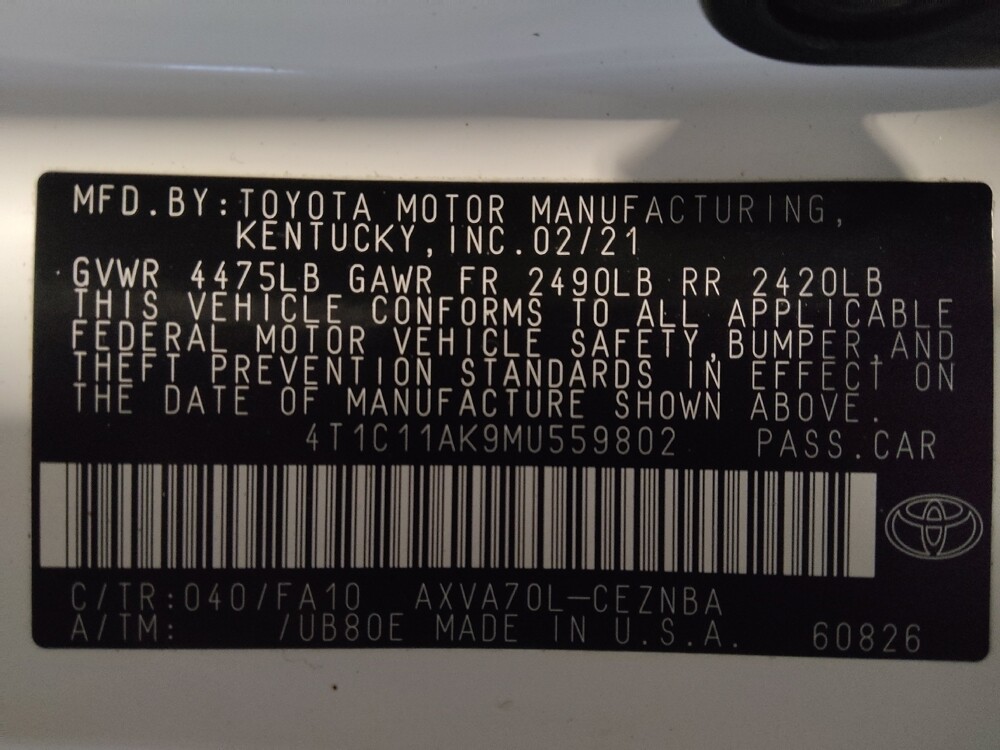 MFD.BY:TOYOTA MOTOR MANUFACTURING,
KENTUCKY,INC.02/21
GVWR 4475LB GAWR FR 2490LB RR 2420LB
THIS VEHICLE CONFORMS TO ALL APPLICABLE
FEDERAL MOTOR VEHICLE SAFETY,BUMPER,AND
THEFT PREVENTION STANDARDS IN EFFECT ON
THE DATE OF MANUFACTURE SHOWN ABOVE.
4T1C11AK9MU559802 PASS.CAR
C/TR:040/FA10 AXVA70L-CEZNBA
A/TM: /UB80E MADE IN U.S.A. 60826